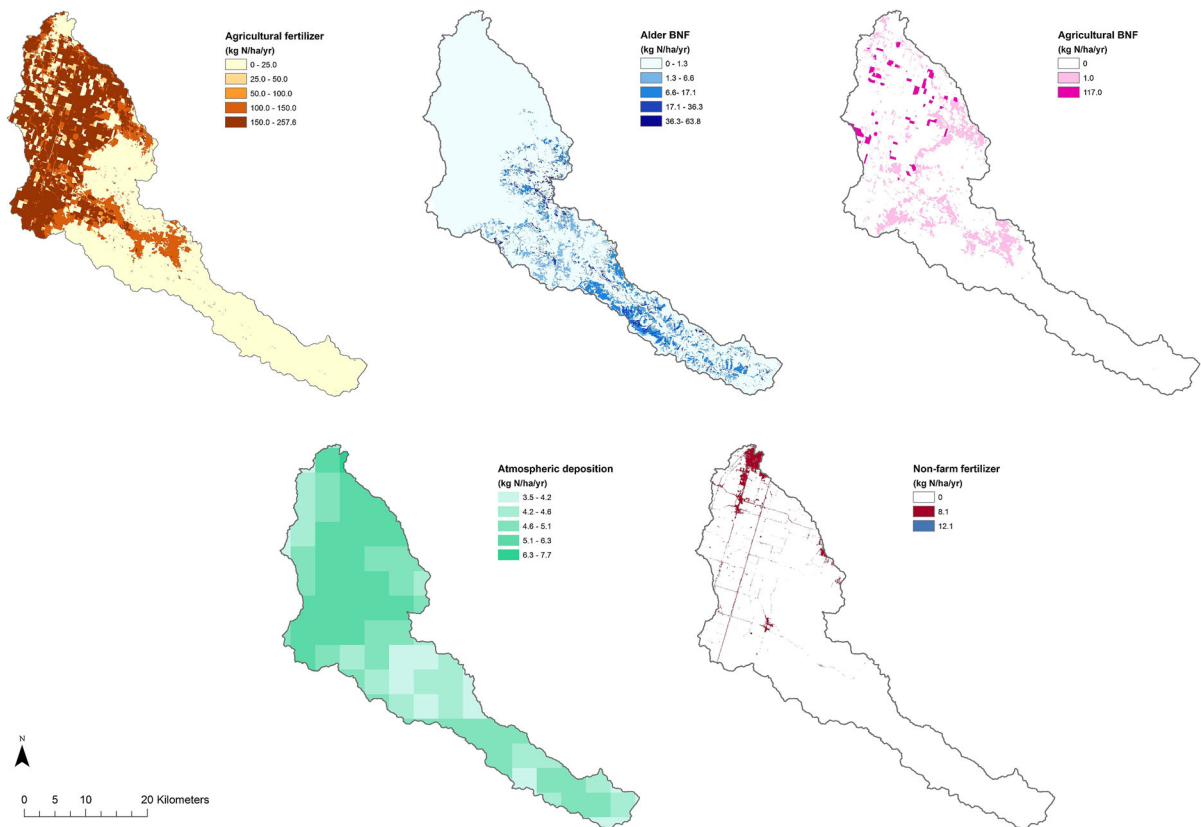 Agricultural fertilizer
(kg N/ha/yr)
0 - 25.0
25.0 - 50.0
50.0 - 100.0
100.0 - 150.0
150.0 - 257.6
Alder BNF
(kg N/ha/yr)
0 - 1.3
1.3 - 6.6
6.6- 17.1
17.1 - 36.3
36.3- 63.8
Agricultural BNF
(kg N/ha/yr)
0
1.0
117.0
Atmospheric deposition
(kg N/ha/yr)
3.5 - 4.2
4.2 - 4.6
4.6 - 5.1
5.1 - 6.3
6.3 - 7.7
Non-farm fertilizer
(kg N/ha/yr)
0
8.1
12.1
N
0 5 10 20 Kilometers